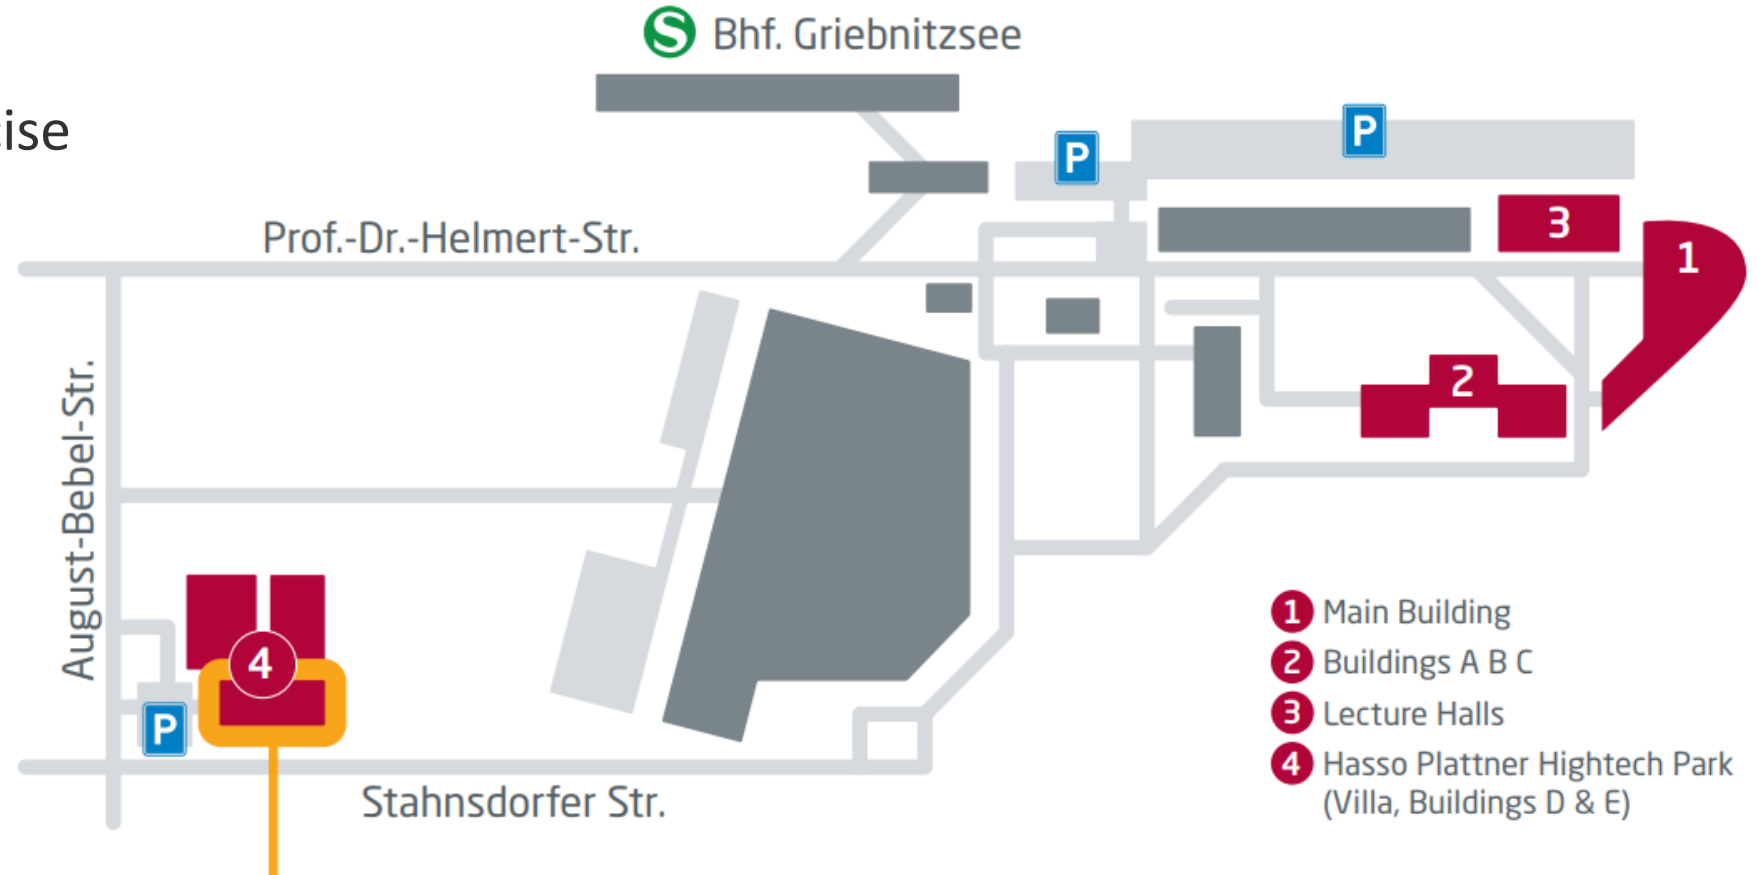 S Bhf. Griebnitzsee
P
P
Prof.-Dr.-Helmert-Str.
3
1
2
August-Bebel-Str.
4
P
Stahnsdorfer Str.
1 Main Building
2 Buildings A B C
3 Lecture Halls
4 Hasso Plattner Hightech Park
(Villa, Buildings D & E)